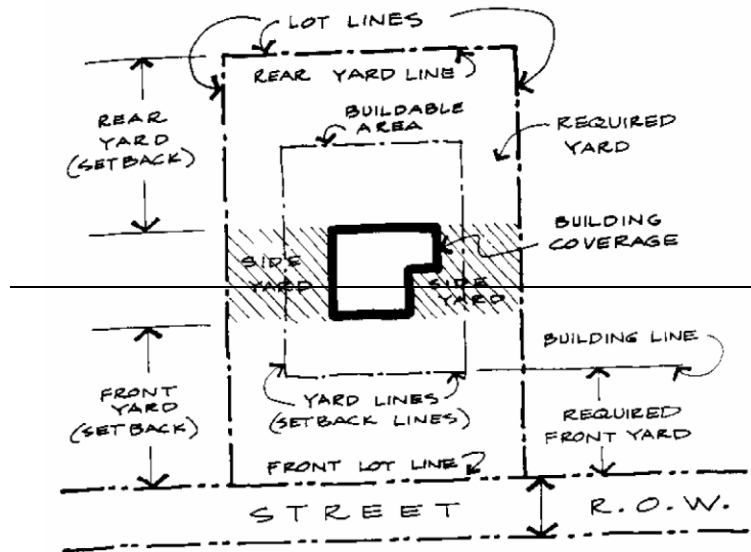 LOT LINES
REAR YARD LINE
BUILDABLE
AREA
REAR
YARD
(SETBACK)
REQUIRED
YARD
BUILDING
COVERAGE
SIDE
YARD
SIDE
YARD
BUILDING LINE
FRONT
YARD
(SETBACK)
YARD LINES
(SETBACK LINES)
REQUIRED
FRONT YARD
FRONT LOT LINE
STREET
R.O.W.